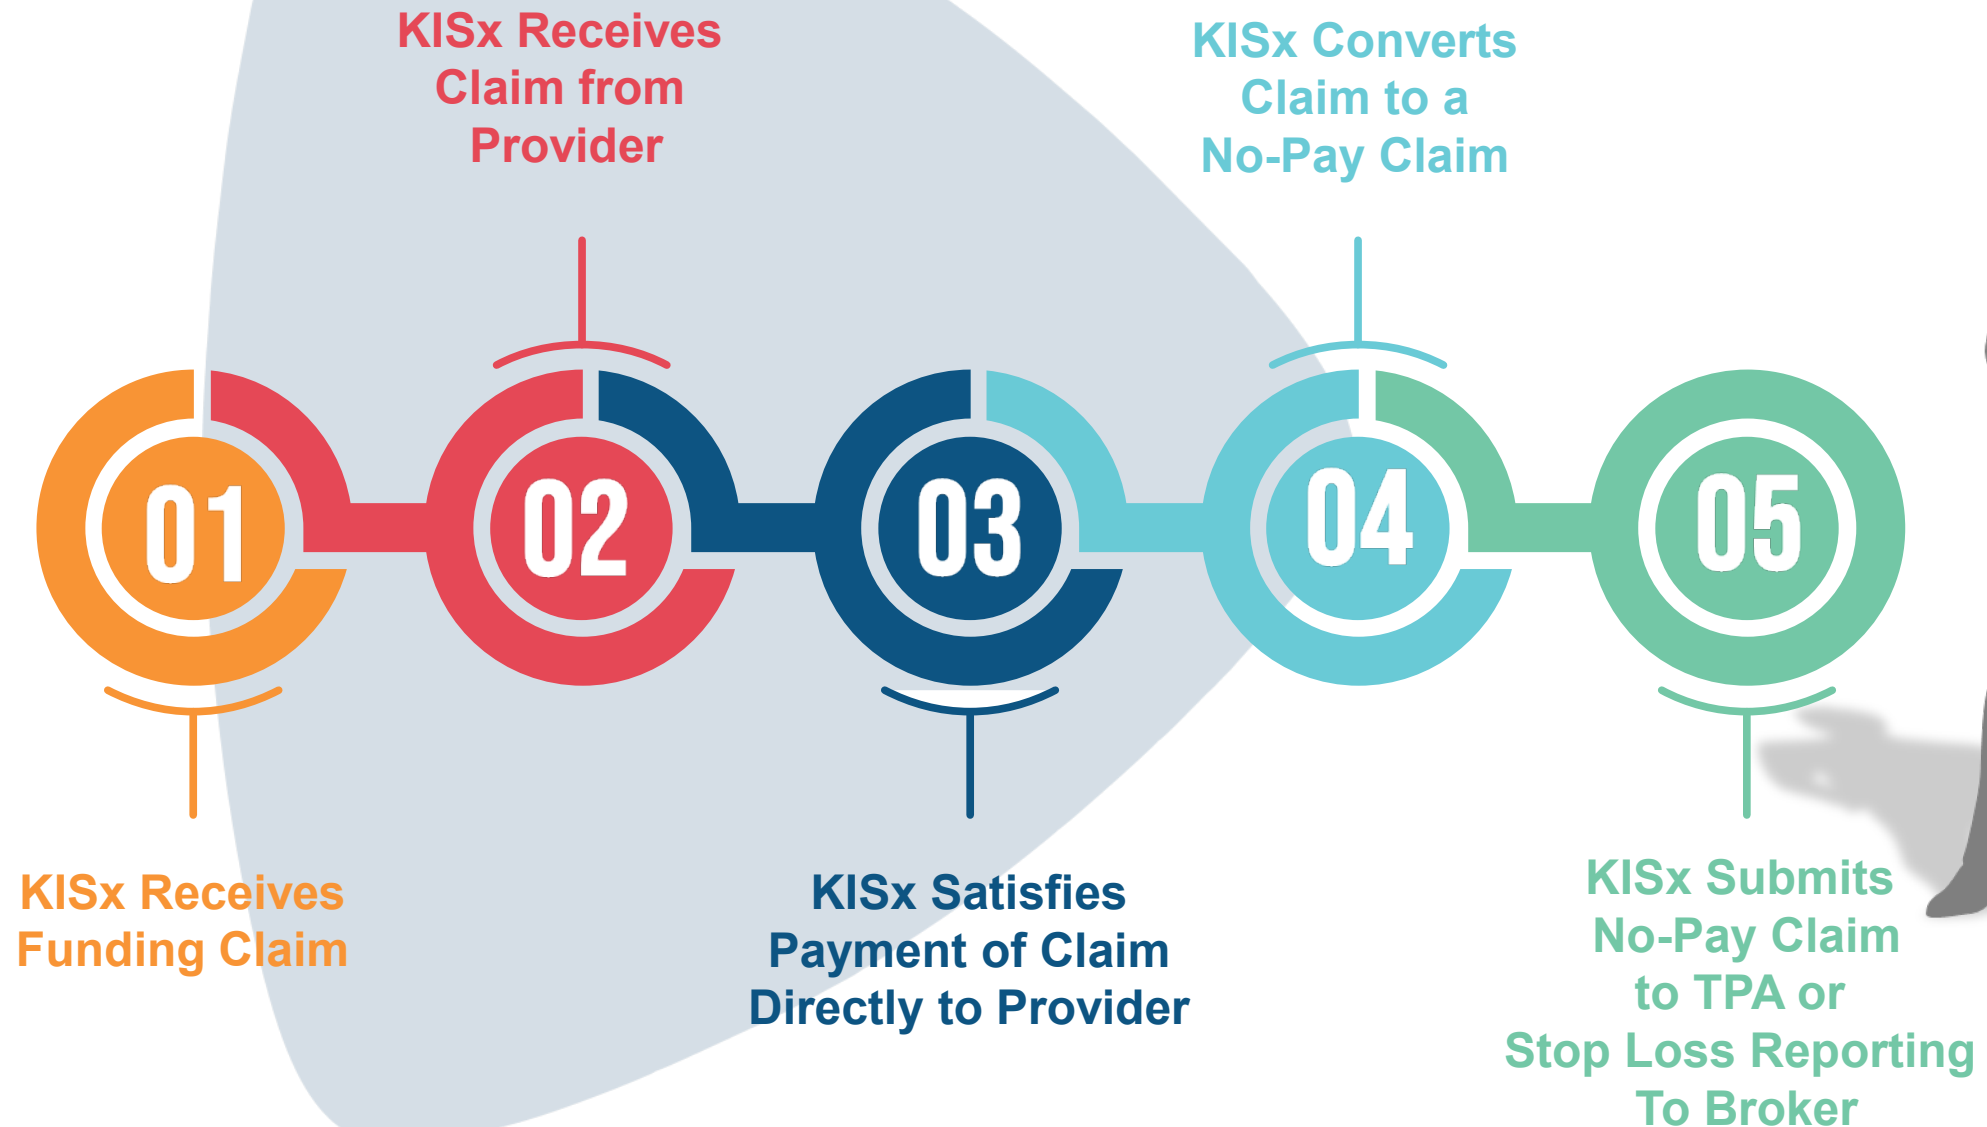 KISx Receives
Claim from
Provider
KISx Converts
Claim to a
No-Pay Claim
01
02
03
04
05
KISx Receives
Funding Claim
KISx Satisfies
Payment of Claim
Directly to Provider
KISx Submits
No-Pay Claim
to TPA or
Stop Loss Reporting
To Broker